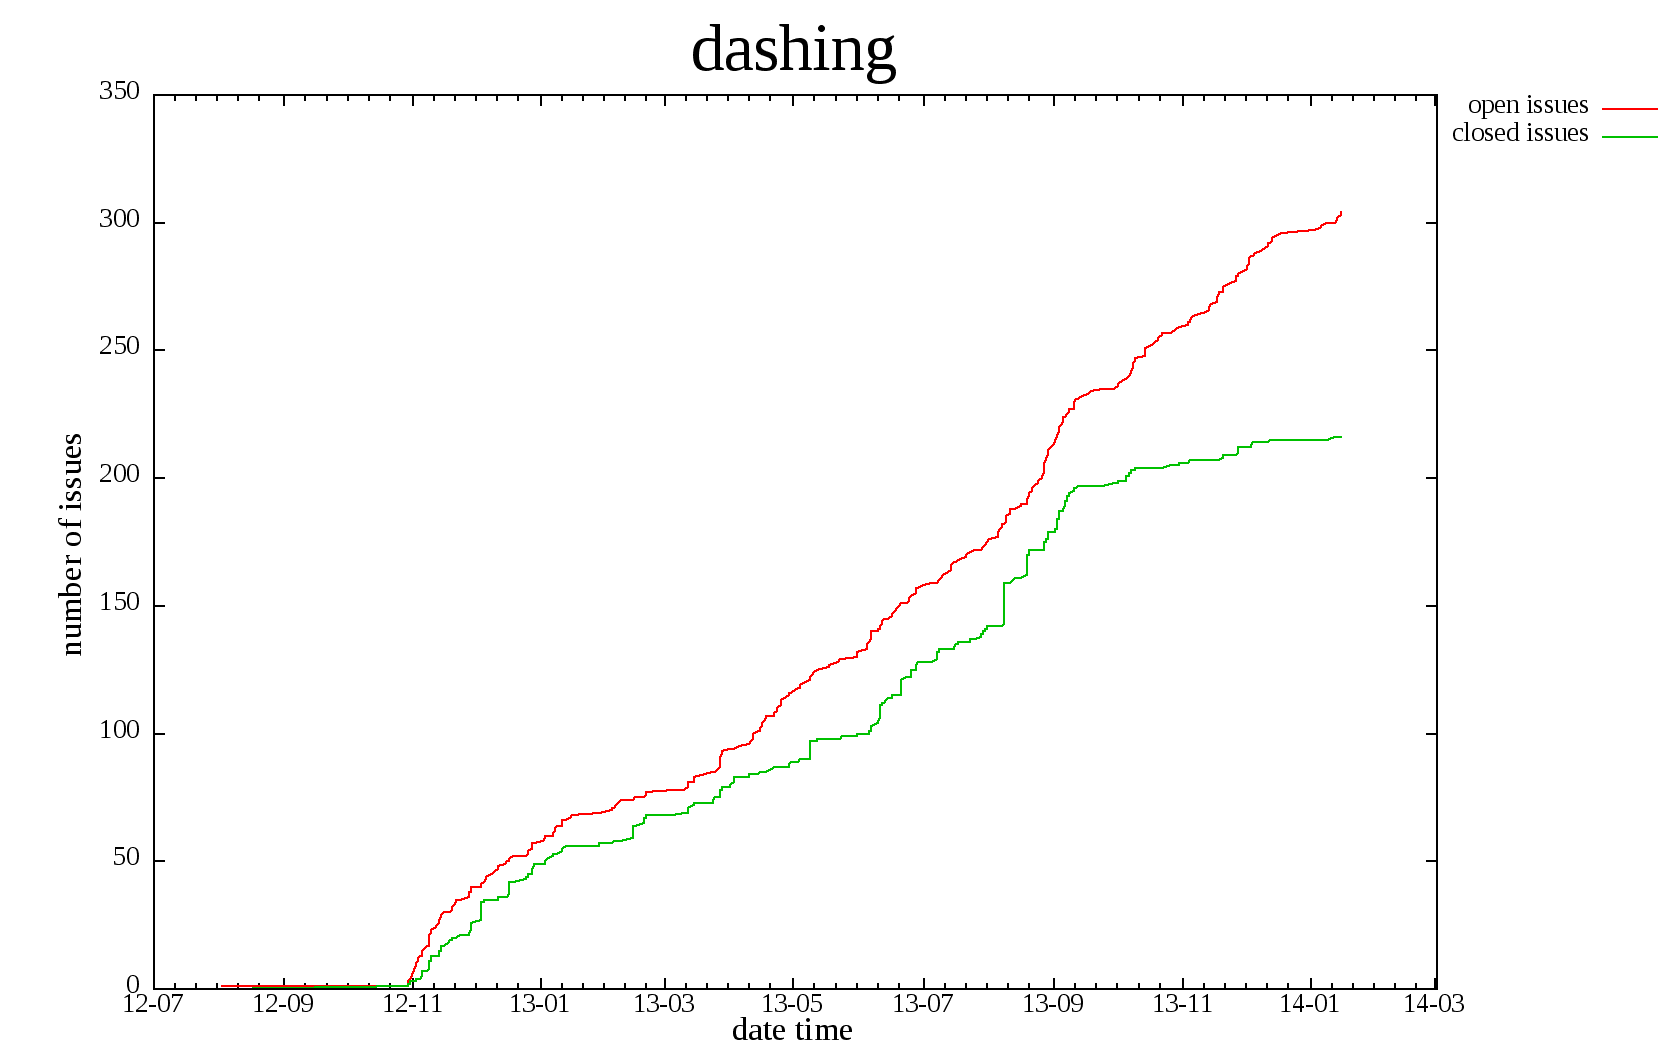 dashing
open issues
closed issues
350
300
250
200
150
100
50
0
number of issues
12-07 12-09 12-11 13-01 13-03 13-05 13-07 13-09 13-11 14-01 14-03
date time